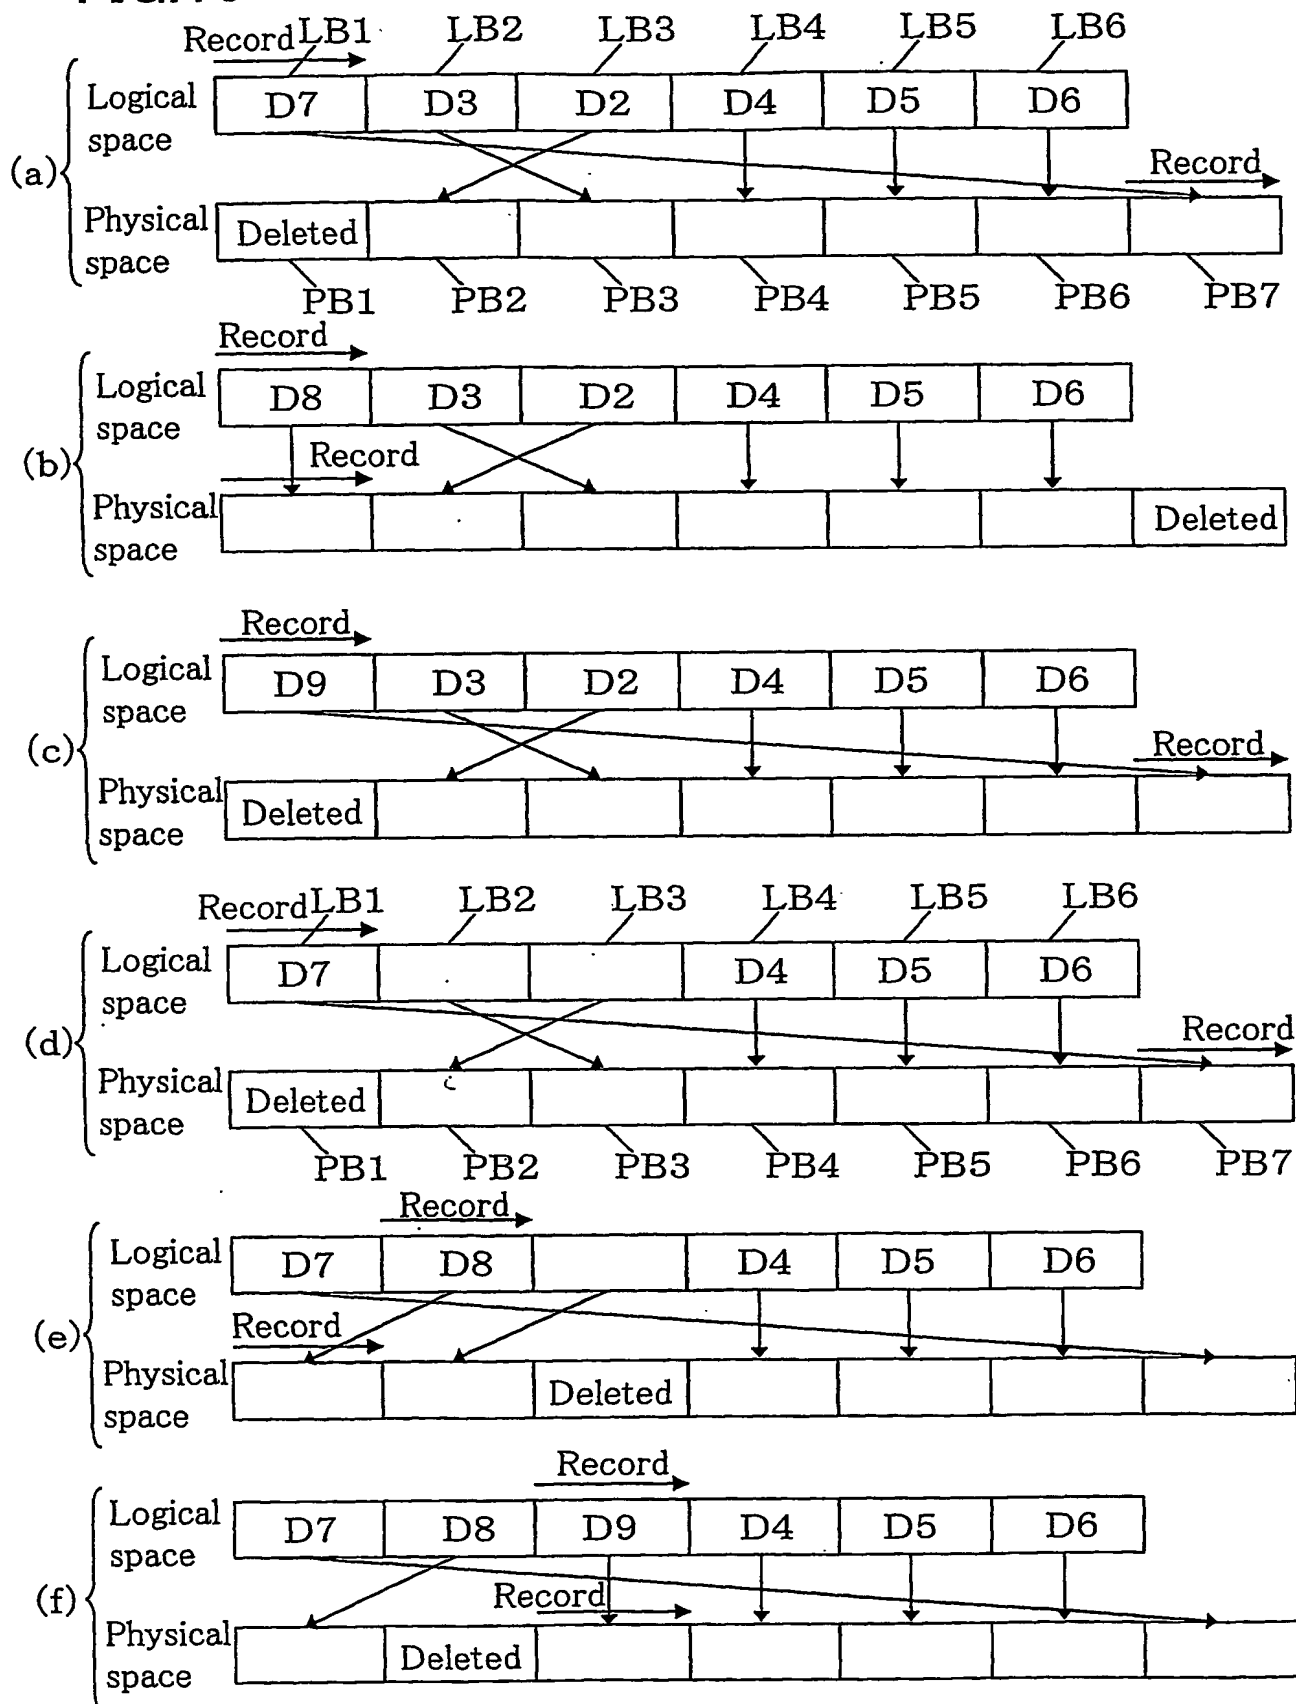 Record LB1 LB2 LB3 LB4 LB5 LB6
(a) Logical space D7 D3 D2 D4 D5 D6
Record
Physical space Deleted
PB1 PB2 PB3 PB4 PB5 PB6 PB7
Record
(b) Logical space D8 D3 D2 D4 D5 D6
Record
Physical space Deleted
Record
(c) Logical space D9 D3 D2 D4 D5 D6
Record
Physical space Deleted
Record LB1 LB2 LB3 LB4 LB5 LB6
(d) Logical space D7 D4 D5 D6
Record
Physical space Deleted
PB1 PB2 PB3 PB4 PB5 PB6 PB7
Record
(e) Logical space D7 D8 D4 D5 D6
Record
Physical space Deleted
Record
(f) Logical space D7 D8 D9 D4 D5 D6
Record
Physical space Deleted